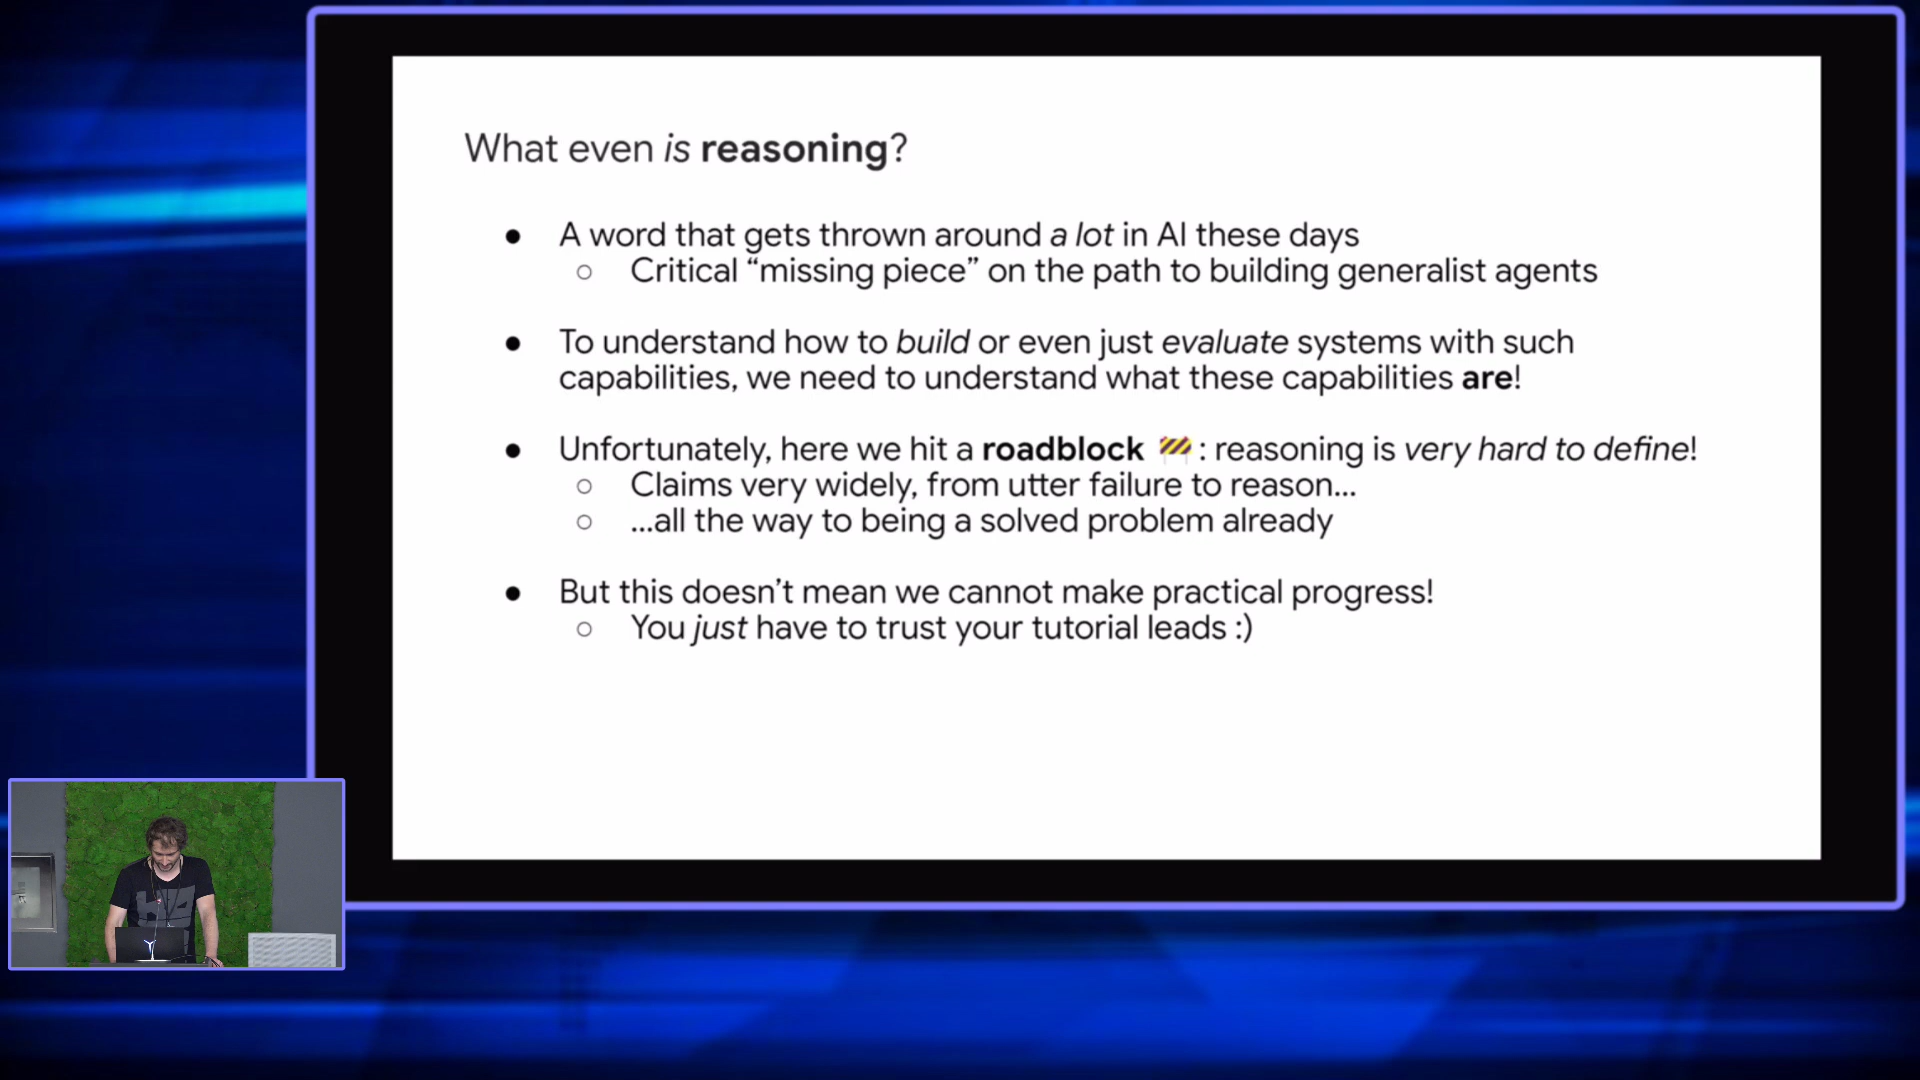 What even is reasoning?
● A word that gets thrown around a lot in AI these days
○ Critical “missing piece” on the path to building generalist agents
● To understand how to build or even just evaluate systems with such
capabilities, we need to understand what these capabilities are!
● Unfortunately, here we hit a roadblock 🚧 : reasoning is very hard to define!
○ Claims very widely, from utter failure to reason...
○ ...all the way to being a solved problem already
● But this doesn’t mean we cannot make practical progress!
○ You just have to trust your tutorial leads :)